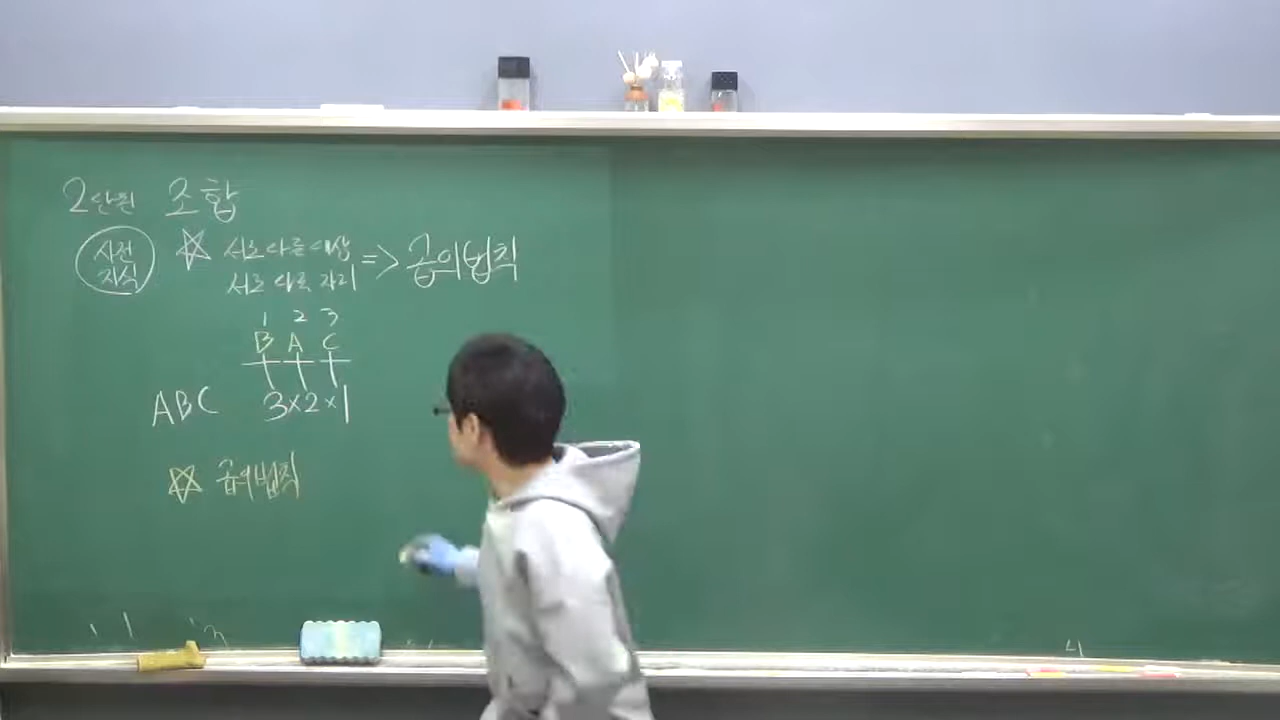 2단원 조합
사전
지식
☆ 서로 다른 대상
서로 다른 자리
=> 곱의법칙
1 2 3
B A C
ABC 3×2×1
☆ 곱의법칙
4